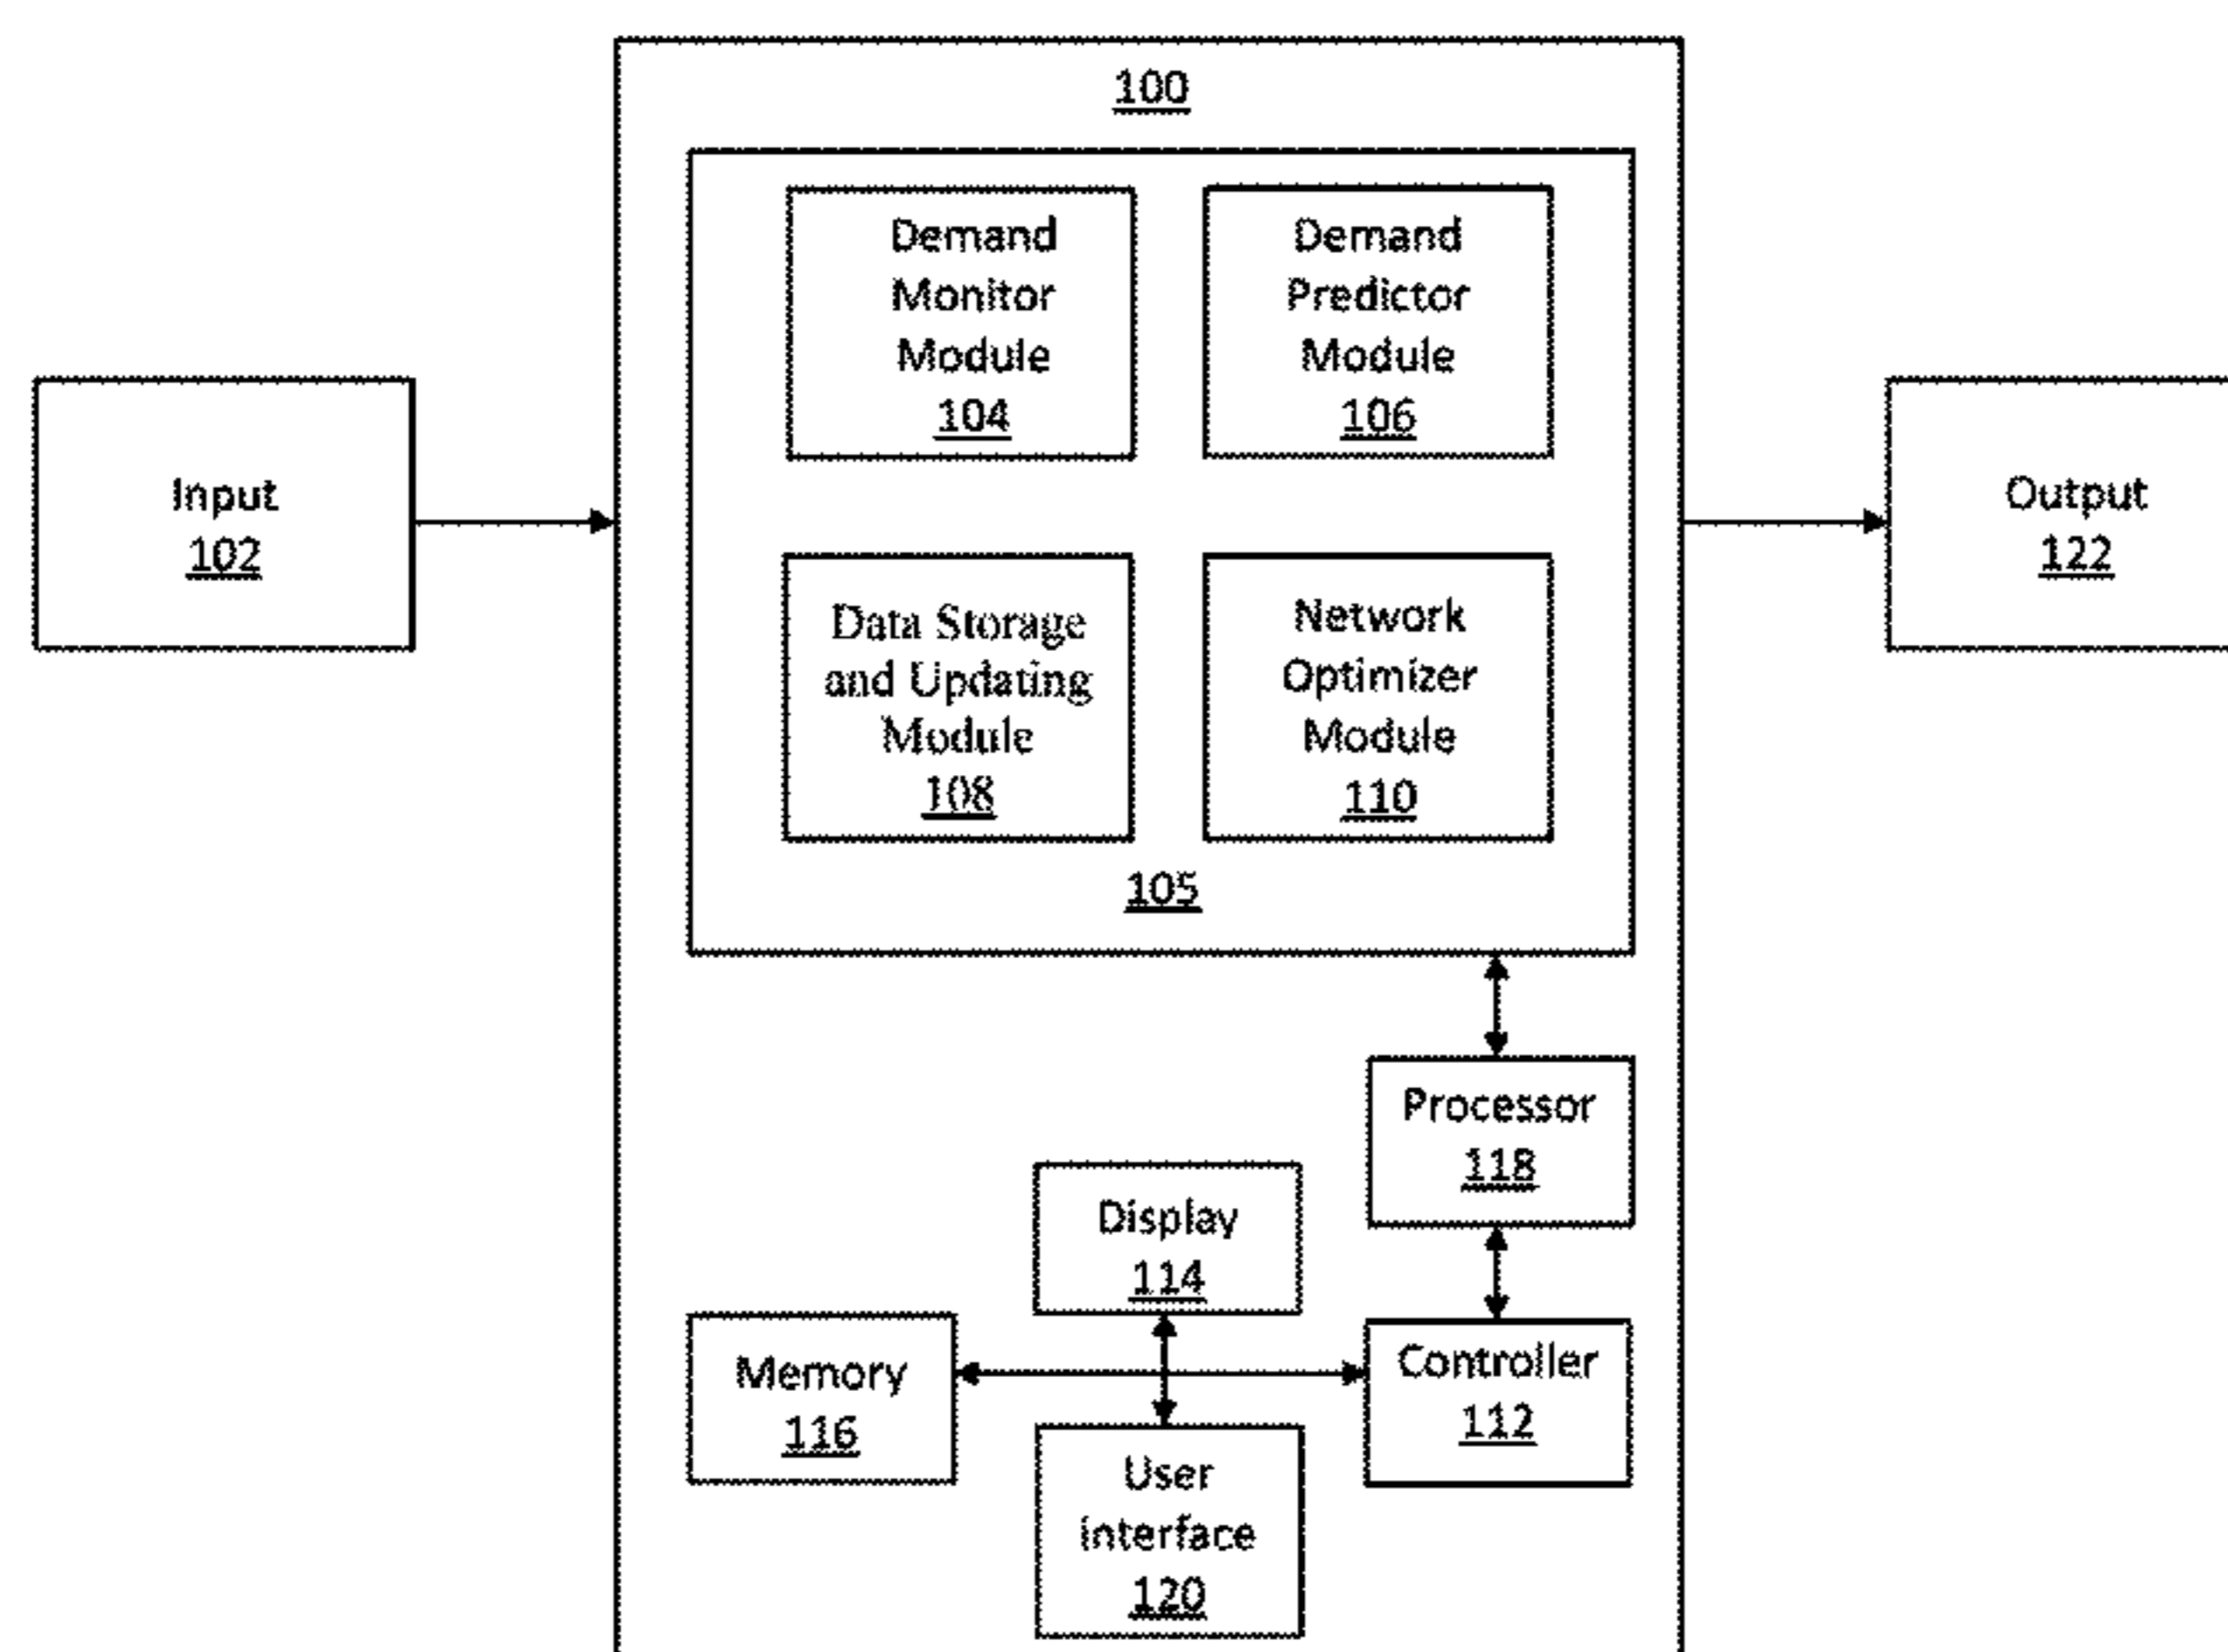 100
Demand
Monitor
Module
104
Demand
Predictor
Module
106
Input
102
Output
122
Data Storage
and Updating
Module
108
Network
Optimizer
Module
110
105
Processor
118
Display
114
Memory
116
Controller
112
User
Interface
120